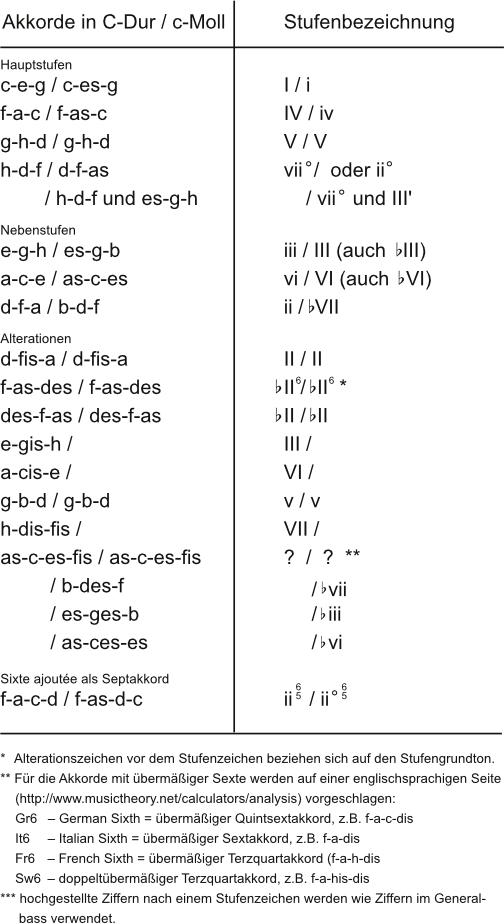 Akkorde in C-Dur / c-Moll Stufenbezeichnung
Hauptstufen
c-e-g / c-es-g I / i
f-a-c / f-as-c IV / iv
g-h-d / g-h-d V / V
h-d-f / d-f-as vii°/ oder ii°
/ h-d-f und es-g-h / vii° und III'
Nebenstufen
e-g-h / es-g-b iii / III (auch ♭III)
a-c-e / as-c-es vi / VI (auch ♭VI)
d-f-a / b-d-f ii / ♭VII
Alterationen
d-fis-a / d-fis-a II / II
f-as-des / f-as-des ♭II⁶/♭II⁶ *
des-f-as / des-f-as ♭II /♭II
e-gis-h / III /
a-cis-e / VI /
g-b-d / g-b-d v / v
h-dis-fis / VII /
as-c-es-fis / as-c-es-fis ? / ? **
/ b-des-f /♭vii
/ es-ges-b /♭iii
/ as-ces-es /♭vi
Sixte ajoutée als Septakkord
f-a-c-d / f-as-d-c ii⁶₅ / ii°⁶₅
* Alterationszeichen vor dem Stufenzeichen beziehen sich auf den Stufengrundton.
** Für die Akkorde mit übermäßiger Sexte werden auf einer englischsprachigen Seite
(http://www.musictheory.net/calculators/analysis) vorgeschlagen:
Gr6 – German Sixth = übermäßiger Quintsextakkord, z.B. f-a-c-dis
It6 – Italian Sixth = übermäßiger Sextakkord, z.B. f-a-dis
Fr6 – French Sixth = übermäßiger Terzquartakkord (f-a-h-dis
Sw6 – doppeltübermäßiger Terzquartakkord, z.B. f-a-his-dis
*** hochgestellte Ziffern nach einem Stufenzeichen werden wie Ziffern im General-
bass verwendet.